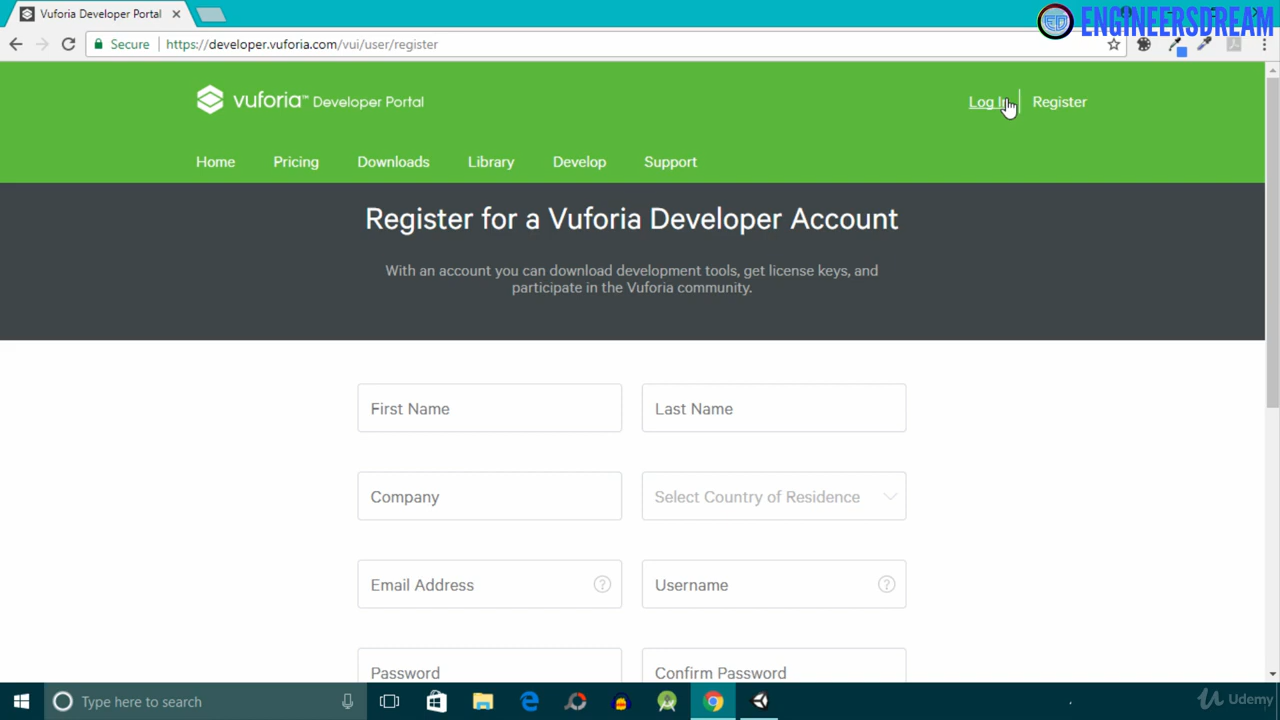 Vuforia Developer Portal
ENGINEERSDREAM
ED
Secure https://developer.vuforia.com/vui/user/register
vuforia™ Developer Portal
Log In Register
Home Pricing Downloads Library Develop Support
Register for a Vuforia Developer Account
With an account you can download development tools, get license keys, and
participate in the Vuforia community.
First Name Last Name
Company Select Country of Residence
Email Address ? Username ?
Password Confirm Password
Type here to search
Udemy